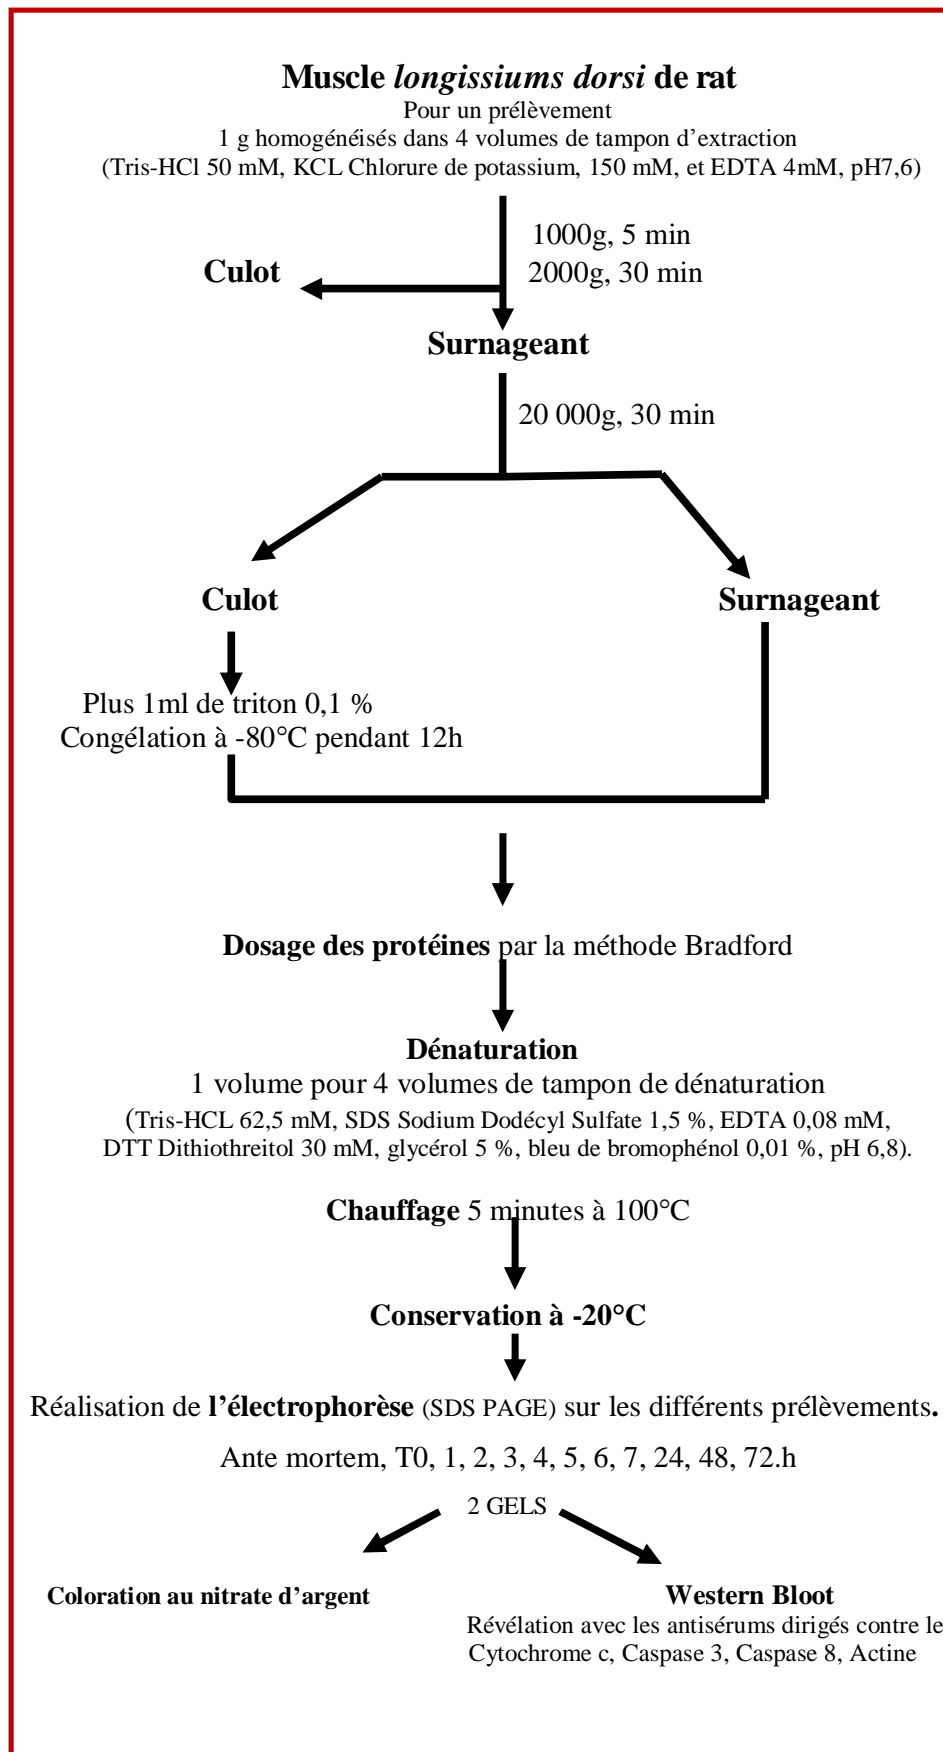 Muscle longissiums dorsi de rat
Pour un prélèvement
1 g homogénéisés dans 4 volumes de tampon d'extraction
(Tris-HCl 50 mM, KCL Chlorure de potassium, 150 mM, et EDTA 4mM, pH7,6)
1000g, 5 min
Culot
2000g, 30 min
Surnageant
20 000g, 30 min
Culot
Surnageant
Plus 1ml de triton 0,1 %
Congélation à -80°C pendant 12h
Dosage des protéines par la méthode Bradford
Dénaturation
1 volume pour 4 volumes de tampon de dénaturation
(Tris-HCL 62,5 mM, SDS Sodium Dodécyl Sulfate 1,5 %, EDTA 0,08 mM,
DTT Dithiothreitol 30 mM, glycérol 5 %, bleu de bromophénol 0,01 %, pH 6,8).
Chauffage 5 minutes à 100°C
Conservation à -20°C
Réalisation de l'électrophorèse (SDS PAGE) sur les différents prélèvements.
Ante mortem, T0, 1, 2, 3, 4, 5, 6, 7, 24, 48, 72.h
2 GELS
Coloration au nitrate d'argent
Western Bloot
Révélation avec les antisérums dirigés contre le
Cytochrome c, Caspase 3, Caspase 8, Actine